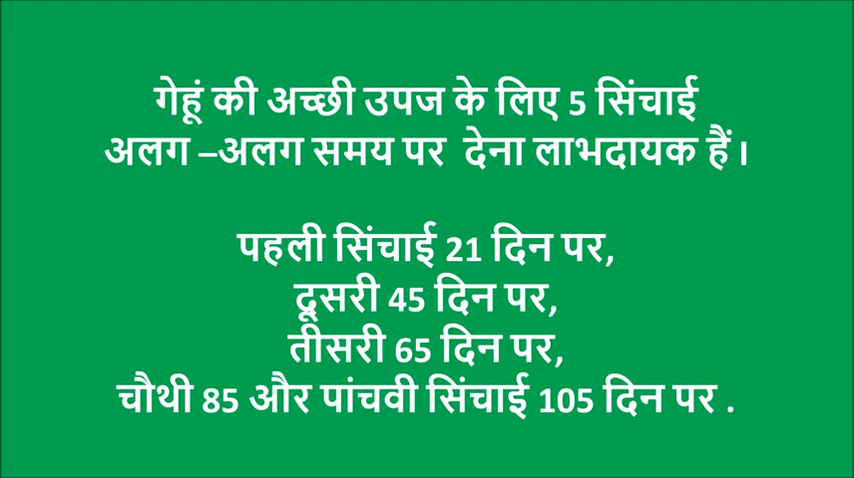 गेहूं की अच्छी उपज के लिए 5 सिंचाई
अलग –अलग समय पर देना लाभदायक हैं।
पहली सिंचाई 21 दिन पर,
दूसरी 45 दिन पर,
तीसरी 65 दिन पर,
चौथी 85 और पांचवी सिंचाई 105 दिन पर .